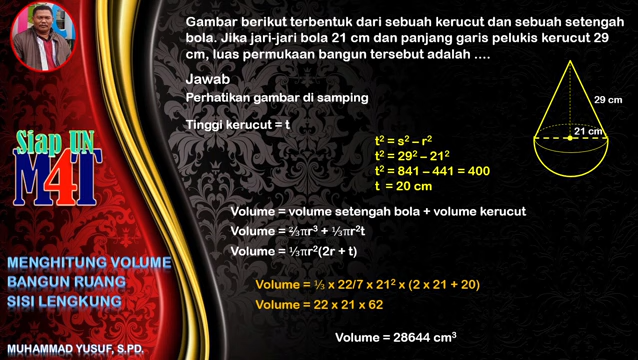 Gambar berikut terbentuk dari sebuah kerucut dan sebuah setengah
bola. Jika jari-jari bola 21 cm dan panjang garis pelukis kerucut 29
cm, luas permukaan bangun tersebut adalah ....
Jawab
Perhatikan gambar di samping
Tinggi kerucut = t
29 cm
21 cm
t² = s² – r²
t² = 29² – 21²
t² = 841 – 441 = 400
t = 20 cm
Siap UN
M4T
Volume = volume setengah bola + volume kerucut
Volume = ⅔πr³ + ⅓πr²t
Volume = ⅓πr²(2r + t)
MENGHITUNG VOLUME
BANGUN RUANG
SISI LENGKUNG
Volume = ⅓ x 22/7 x 21² x (2 x 21 + 20)
Volume = 22 x 21 x 62
Volume = 28644 cm³
MUHAMMAD YUSUF, S.PD.